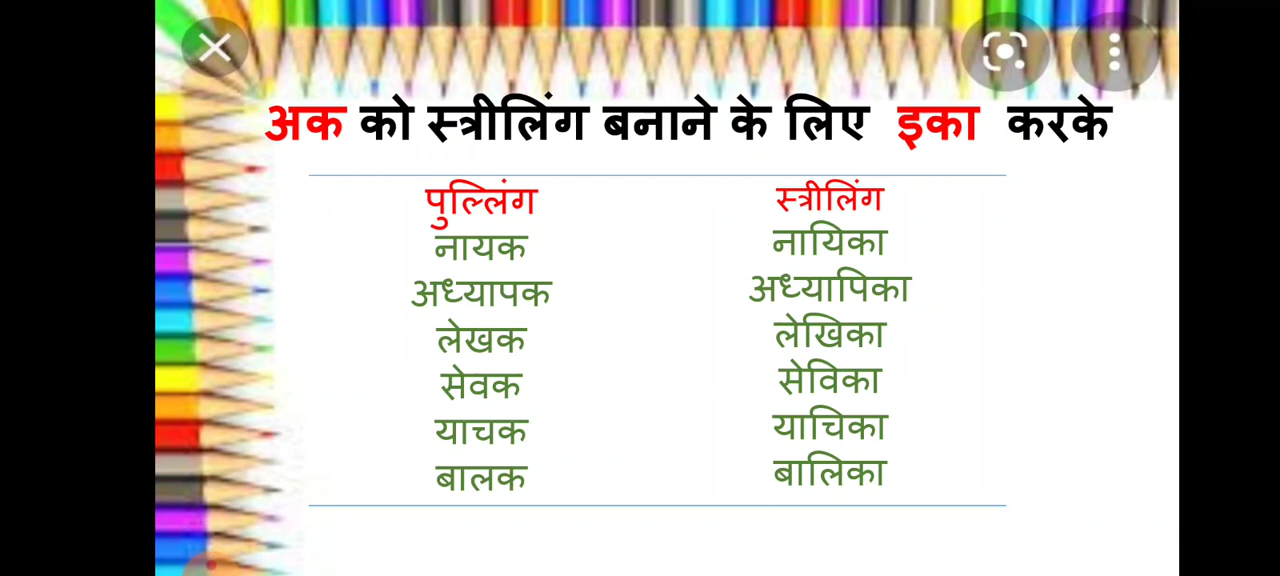 अक को स्त्रीलिंग बनाने के लिए इका करके
पुल्लिंग स्त्रीलिंग
नायक नायिका
अध्यापक अध्यापिका
लेखक लेखिका
सेवक सेविका
याचक याचिका
बालक बालिका